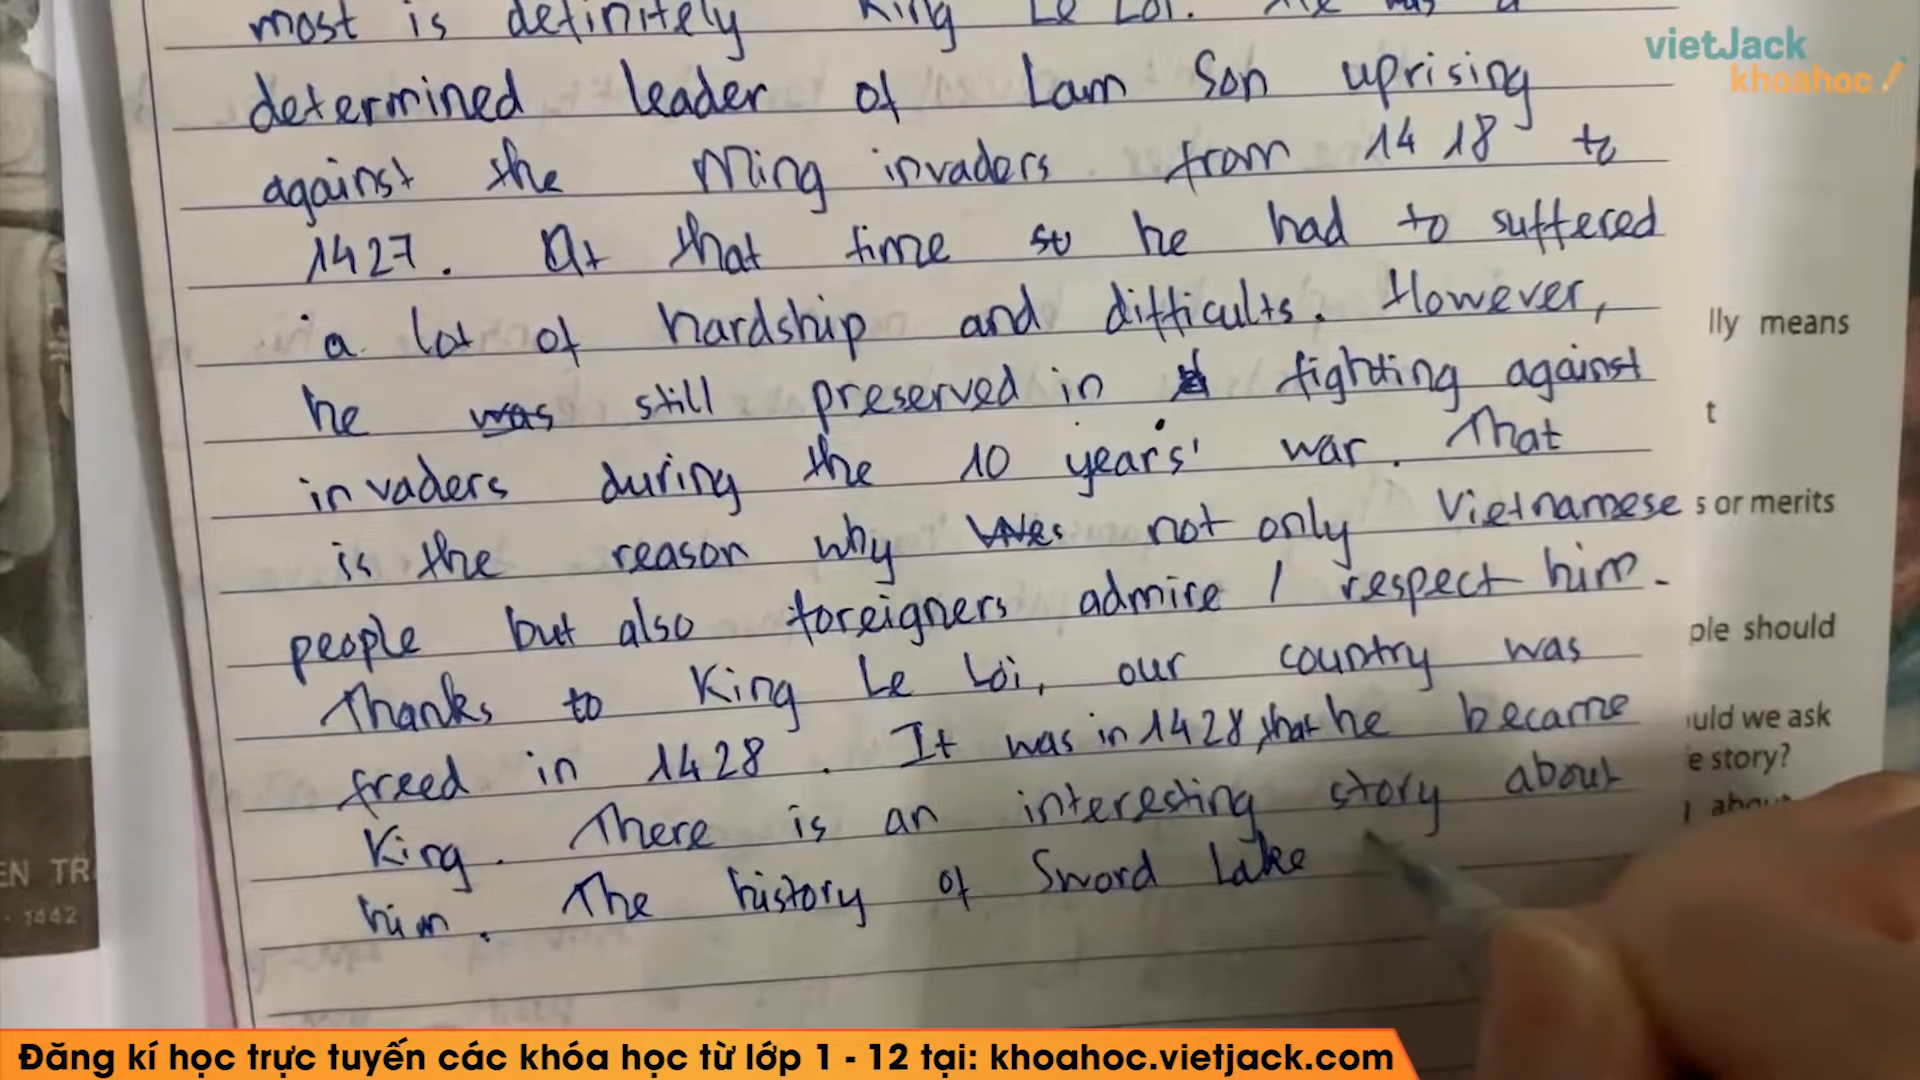 most is definitely King Le Loi. He was a
determined leader of Lam Son uprising
against the Ming invaders from 1418 to
1427. At that time so he had to suffered
a lot of hardship and difficults. However,
he was still preserved in fighting against
invaders during the 10 years' war. That
is the reason why not only Vietnamese
people but also foreigners admire / respect him.
Thanks to King Le Loi, our country was
freed in 1428. It was in 1428, that he became
King. There is an interesting story about
him. The history of Sword Lake
vietJack
khoahoc
lly means
t
s or merits
ple should
uld we ask
e story?
EN TR
- 1442
Đăng kí học trực tuyến các khóa học từ lớp 1 - 12 tại: khoahoc.vietjack.com